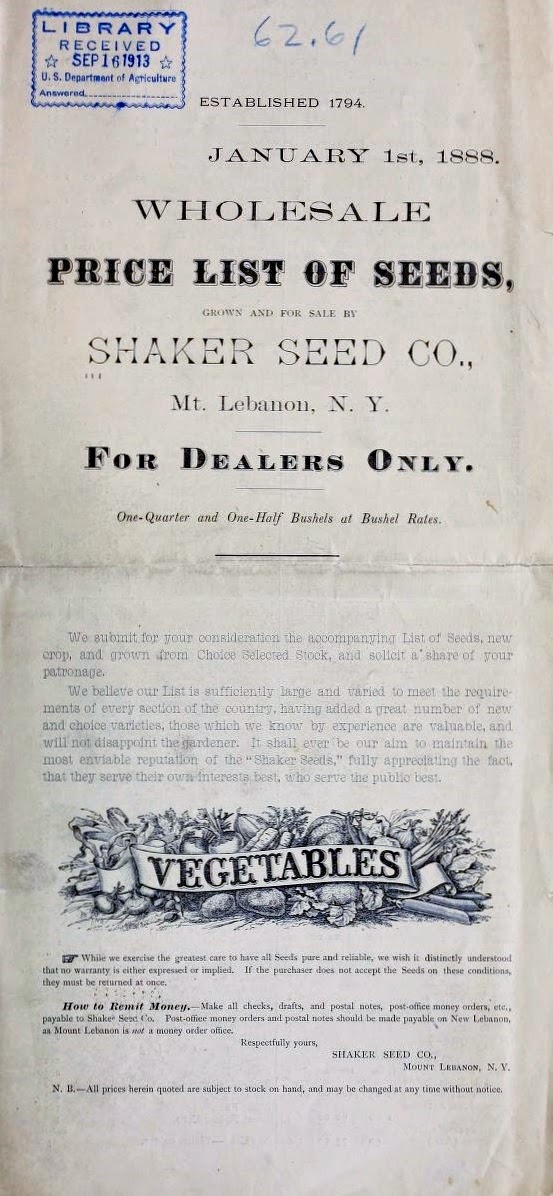 LIBRARY
RECEIVED
☆ SEP 16 1913 ☆
U. S. Department of Agriculture
Answered
62.61
ESTABLISHED 1794.
JANUARY 1st, 1888.
WHOLESALE
PRICE LIST OF SEEDS,
GROWN AND FOR SALE BY
SHAKER SEED CO.,
Mt. Lebanon, N. Y.
FOR DEALERS ONLY.
One-Quarter and One-Half Bushels at Bushel Rates.
We submit for your consideration the accompanying List of Seeds, new
crop, and grown from Choice Selected Stock, and solicit a share of your
patronage.
We believe our List is sufficiently large and varied to meet the require-
ments of every section of the country, having added a great number of new
and choice varieties, those which we know by experience are valuable, and
will not disappoint the gardener. It shall ever be our aim to maintain the
most enviable reputation of the "Shaker Seeds," fully appreciating the fact,
that they serve their own interests best, who serve the public best.
VEGETABLES
☞ While we exercise the greatest care to have all Seeds pure and reliable, we wish it distinctly understood
that no warranty is either expressed or implied. If the purchaser does not accept the Seeds on these conditions,
they must be returned at once.
How to Remit Money.—Make all checks, drafts, and postal notes, post-office money orders, etc.,
payable to Shaker Seed Co. Post-office money orders and postal notes should be made payable on New Lebanon,
as Mount Lebanon is not a money order office.
Respectfully yours,
SHAKER SEED CO.,
MOUNT LEBANON, N. Y.
N. B.—All prices herein quoted are subject to stock on hand, and may be changed at any time without notice.